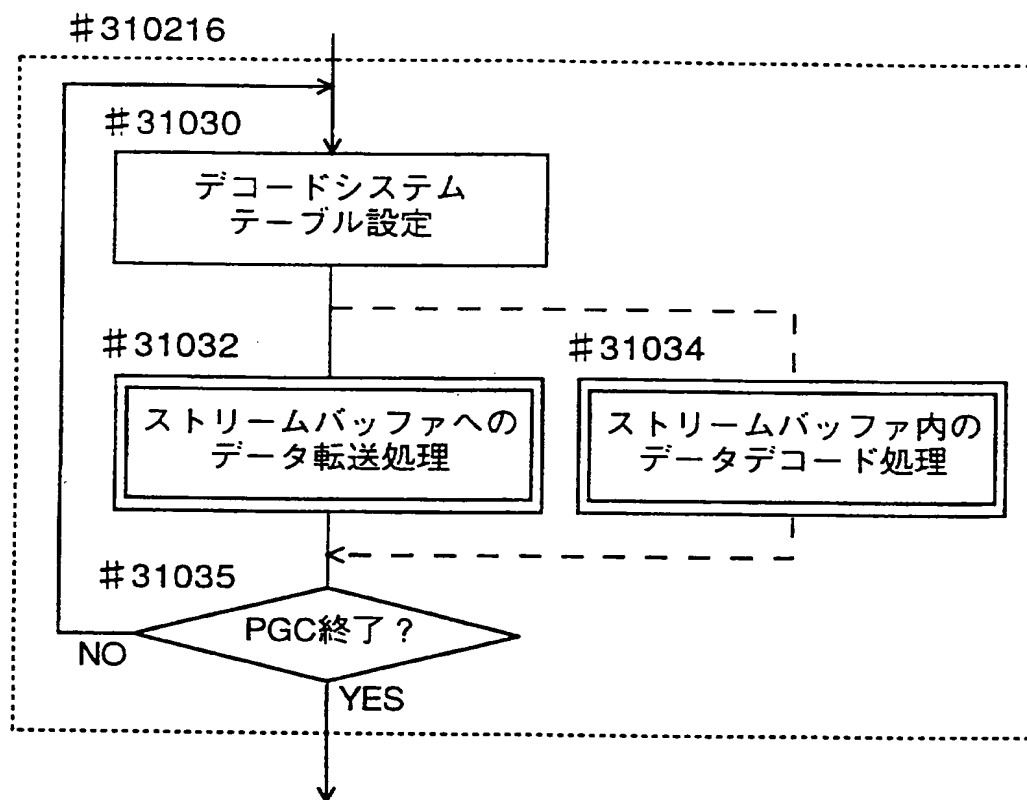 #310216
#31030
デコードシステム
テーブル設定
#31032
#31034
ストリームバッファへの
データ転送処理
ストリームバッファ内の
データデコード処理
#31035
PGC終了?
NO
YES